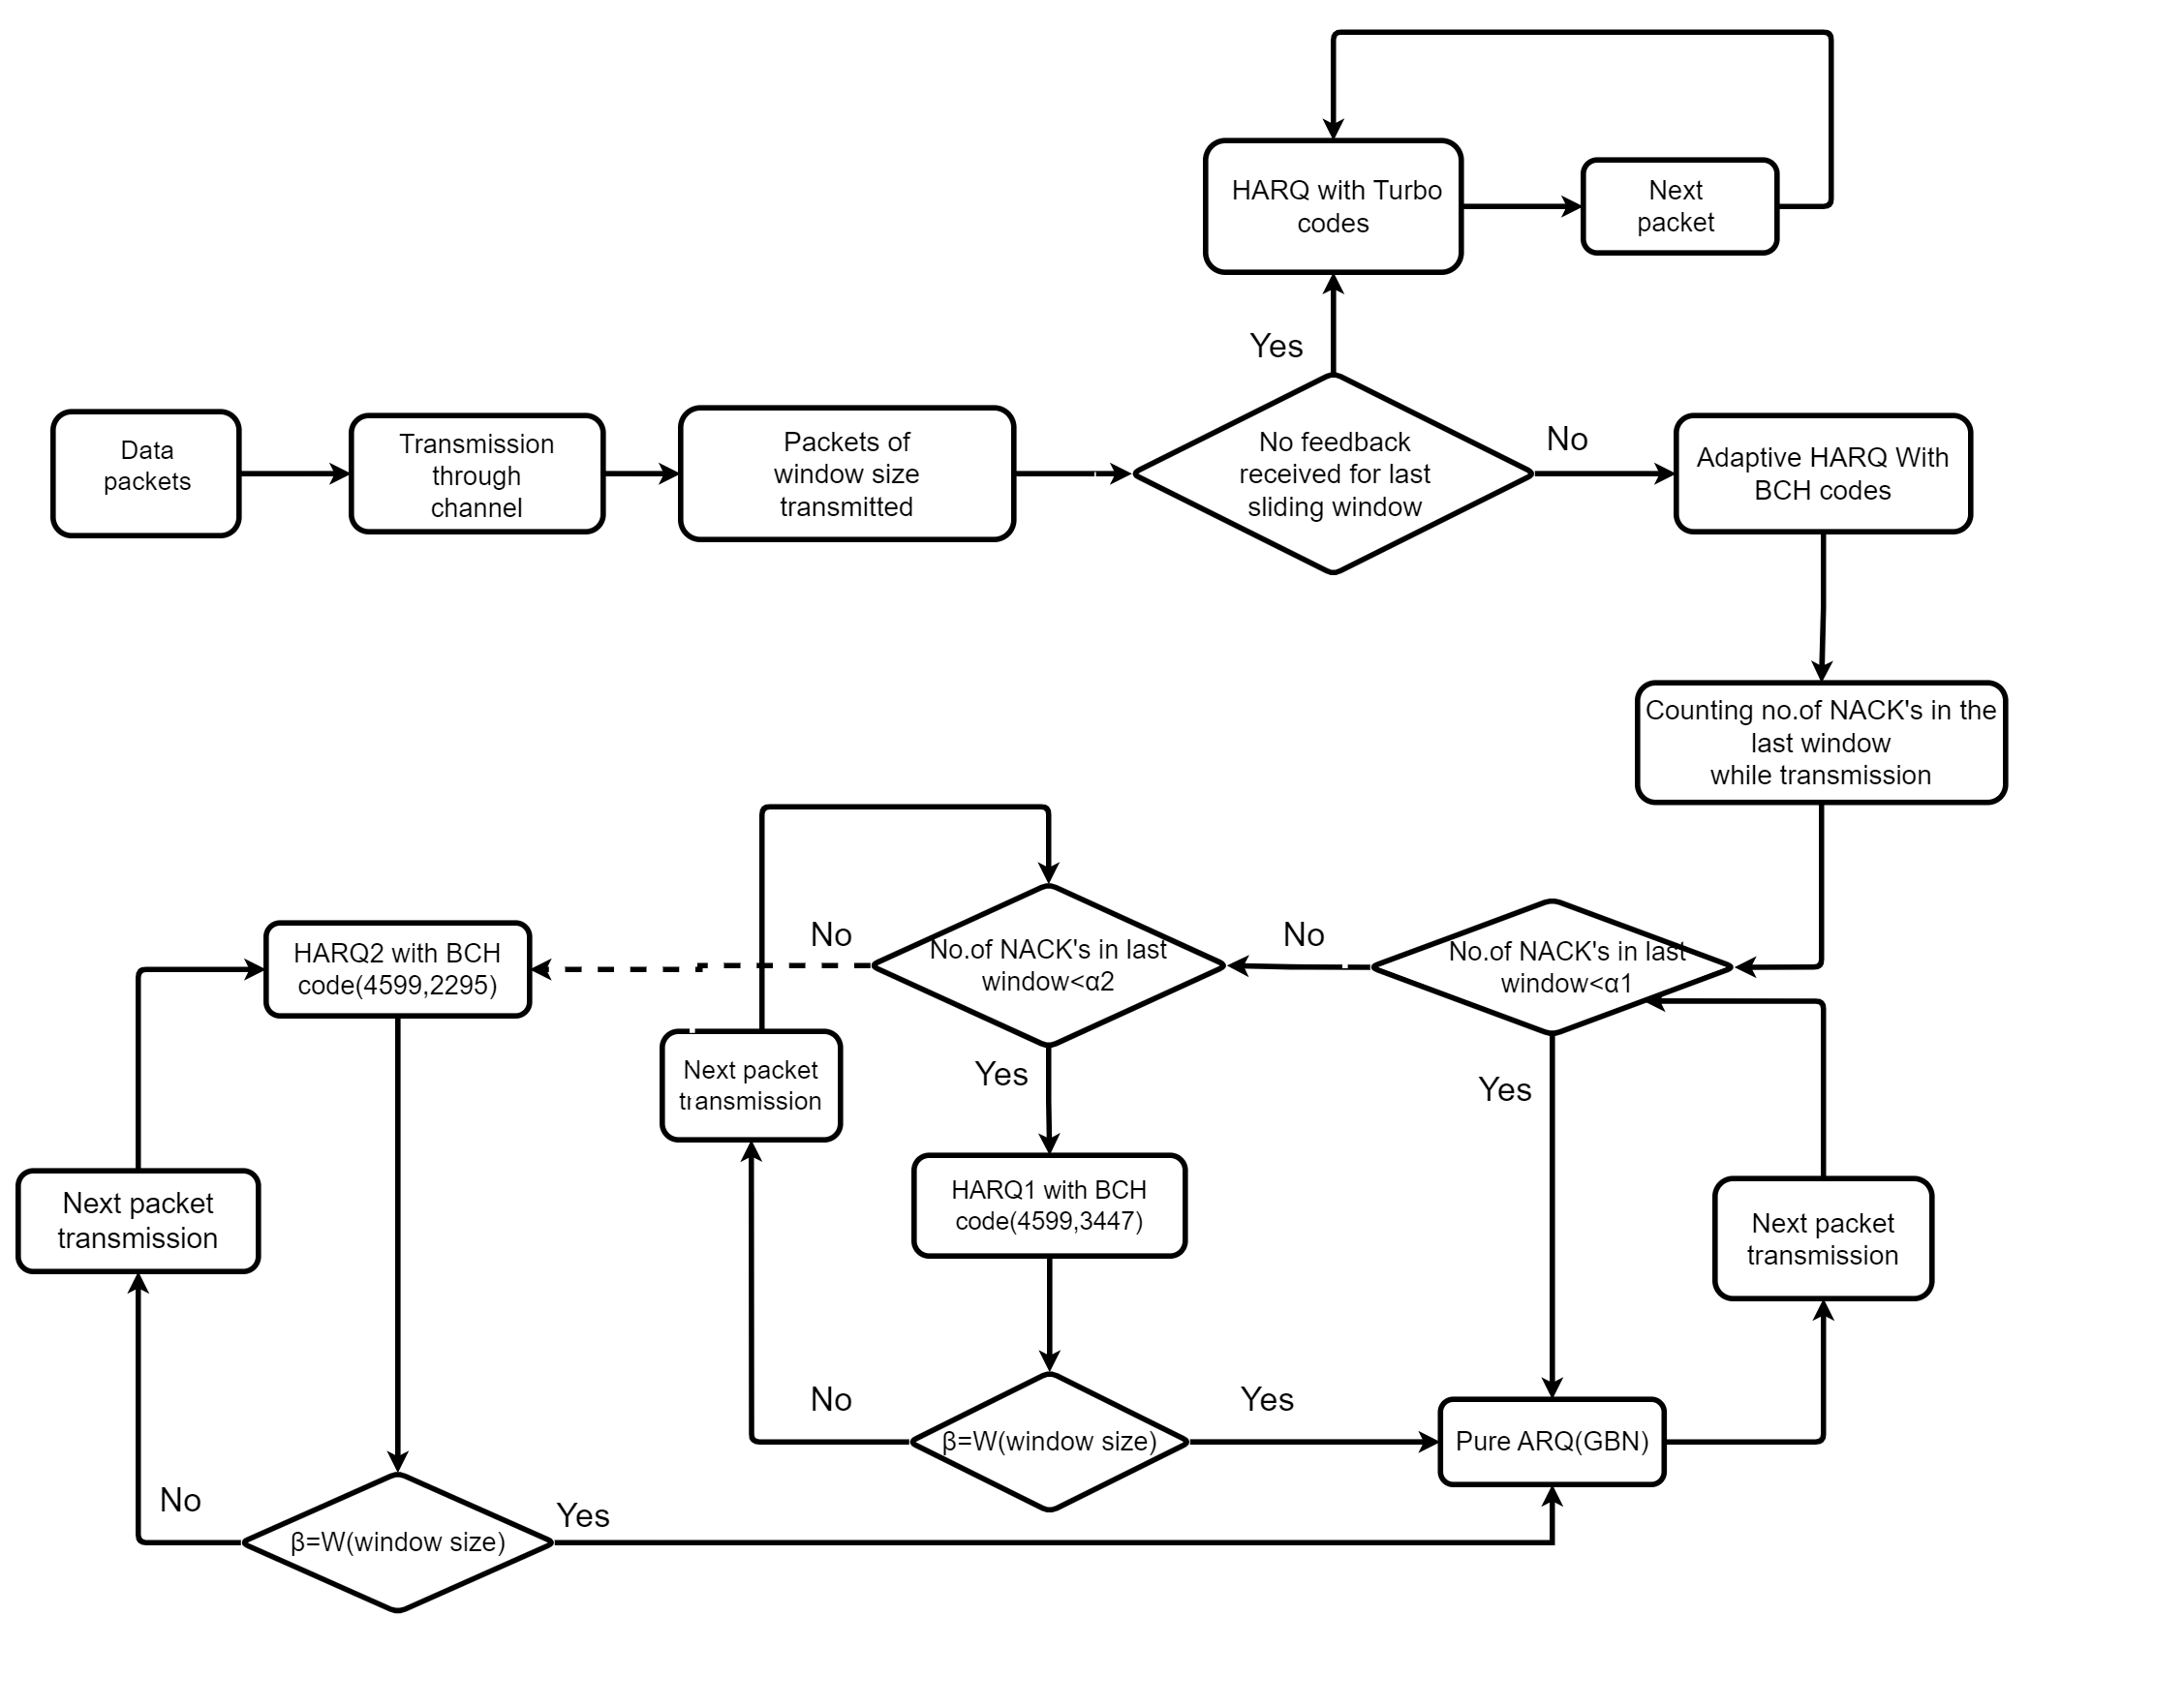 HARQ with Turbo
codes
Next
packet
Yes
Data
packets
Transmission
through
channel
Packets of
window size
transmitted
No feedback
received for last
sliding window
No
Adaptive HARQ With
BCH codes
Counting no.of NACK's in the
last window
while transmission
HARQ2 with BCH
code(4599,2295)
No
No.of NACK's in last
window<α2
No
No.of NACK's in last
window<α1
Next packet
transmission
Yes
Yes
Next packet
transmission
HARQ1 with BCH
code(4599,3447)
Next packet
transmission
No
β=W(window size)
Yes
Pure ARQ(GBN)
No
β=W(window size)
Yes